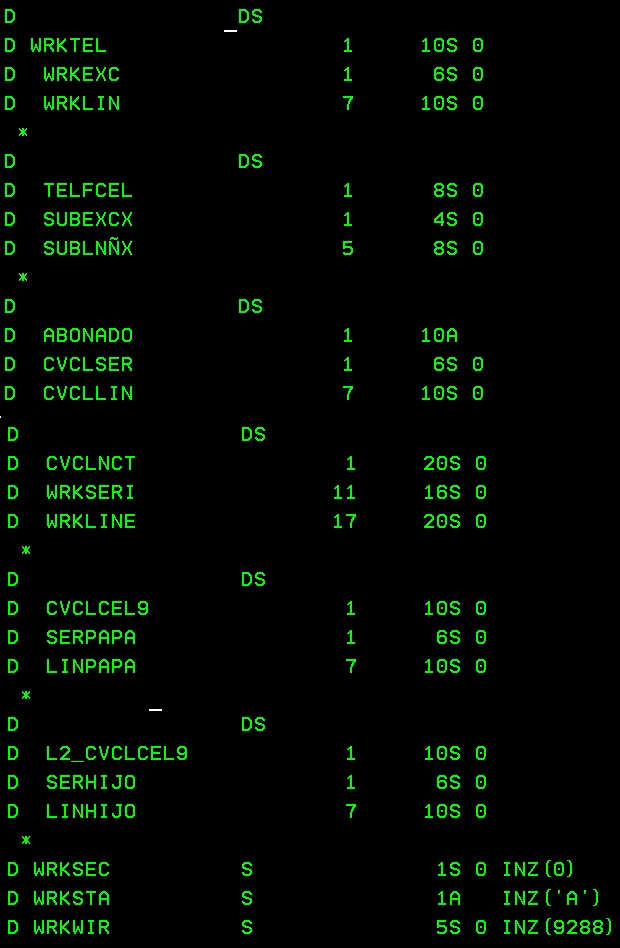 D                 DS
D WRKTEL                  1     10S 0
D  WRKEXC                 1      6S 0
D  WRKLIN                 7     10S 0
 *
D                 DS
D  TELFCEL                1      8S 0
D  SUBEXCX                1      4S 0
D  SUBLNÑX                5      8S 0
 *
D                 DS
D  ABONADO                1     10A
D  CVCLSER                1      6S 0
D  CVCLLIN                7     10S 0
D                 DS
D  CVCLNCT                1     20S 0
D  WRKSERI               11     16S 0
D  WRKLINE               17     20S 0
 *
D                 DS
D  CVCLCEL9               1     10S 0
D  SERPAPA                1      6S 0
D  LINPAPA                7     10S 0
 *
D                 DS
D  L2_CVCLCEL9            1     10S 0
D  SERHIJO                1      6S 0
D  LINHIJO                7     10S 0
 *
D WRKSEC          S              1S 0 INZ(0)
D WRKSTA          S              1A   INZ('A')
D WRKWIR          S              5S 0 INZ(9288)